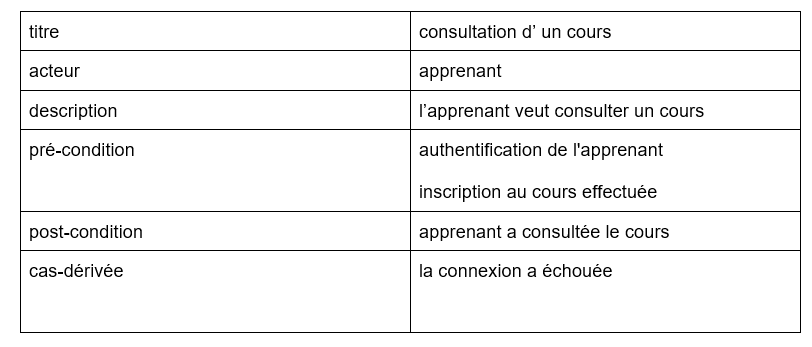 titre
consultation d’ un cours
acteur
apprenant
description
l’apprenant veut consulter un cours
pré-condition
authentification de l'apprenant
inscription au cours effectuée
post-condition
apprenant a consultée le cours
cas-dérivée
la connexion a échouée